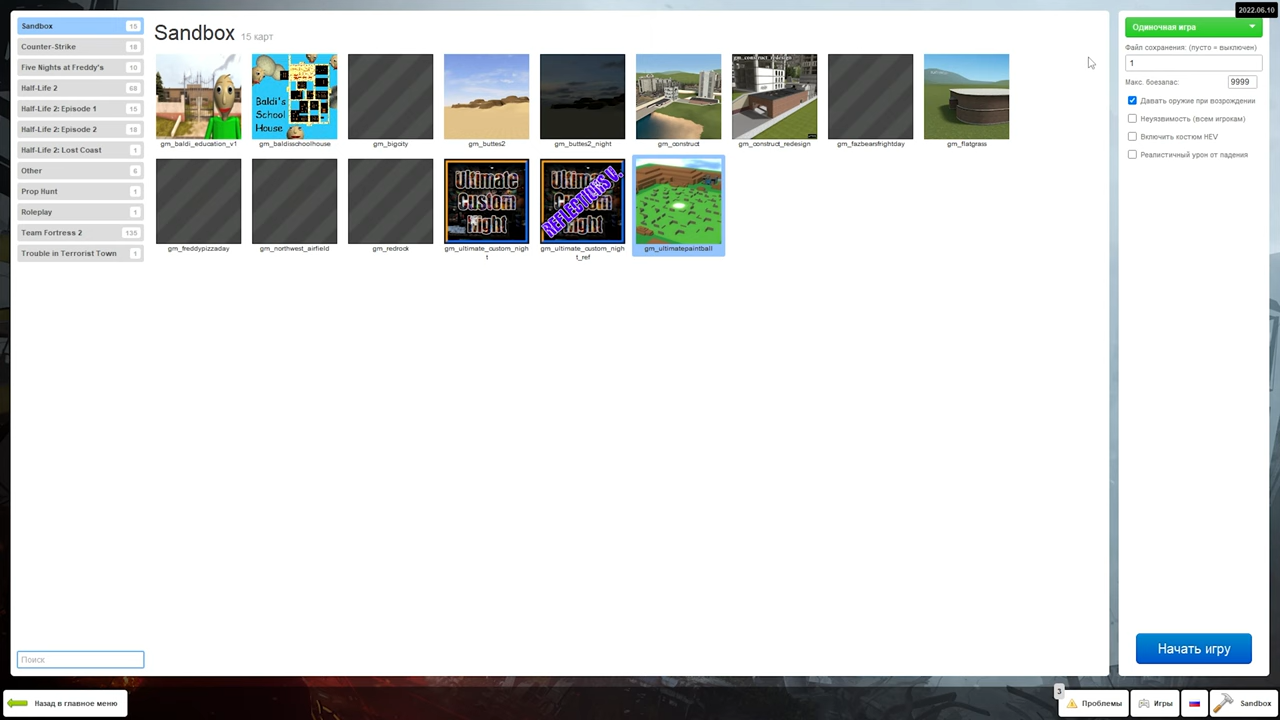 2022.06.10
Sandbox 15
Counter-Strike 18
Five Nights at Freddy's 10
Half-Life 2 68
Half-Life 2: Episode 1 15
Half-Life 2: Episode 2 18
Half-Life 2: Lost Coast 1
Other 6
Prop Hunt 1
Roleplay 1
Team Fortress 2 135
Trouble in Terrorist Town 1
Поиск
Sandbox 15 карт
Baldi's
School
House
gm_construct_redesign
gm_baldi_education_v1
gm_baldisschoolhouse
gm_bigcity
gm_buttes2
gm_buttes2_night
gm_construct
gm_construct_redesign
gm_fazbearsfrightday
gm_flatgrass
Ultimate
Custom
Night
Ultimate
Custom
Night
REFLECTIONS V.
gm_freddypizzaday
gm_northwest_airfield
gm_redrock
gm_ultimate_custom_nigh
t
gm_ultimate_custom_nig
ht_ref
gm_ultimatepaintball
Одиночная игра
Файл сохранения: (пусто = выключен)
1
Макс. боезапас: 9999
Давать оружие при возрождении
Неуязвимость (всем игрокам)
Включить костюм HEV
Реалистичный урон от падения
Начать игру
Назад в главное меню
3
Проблемы
Игры
Sandbox